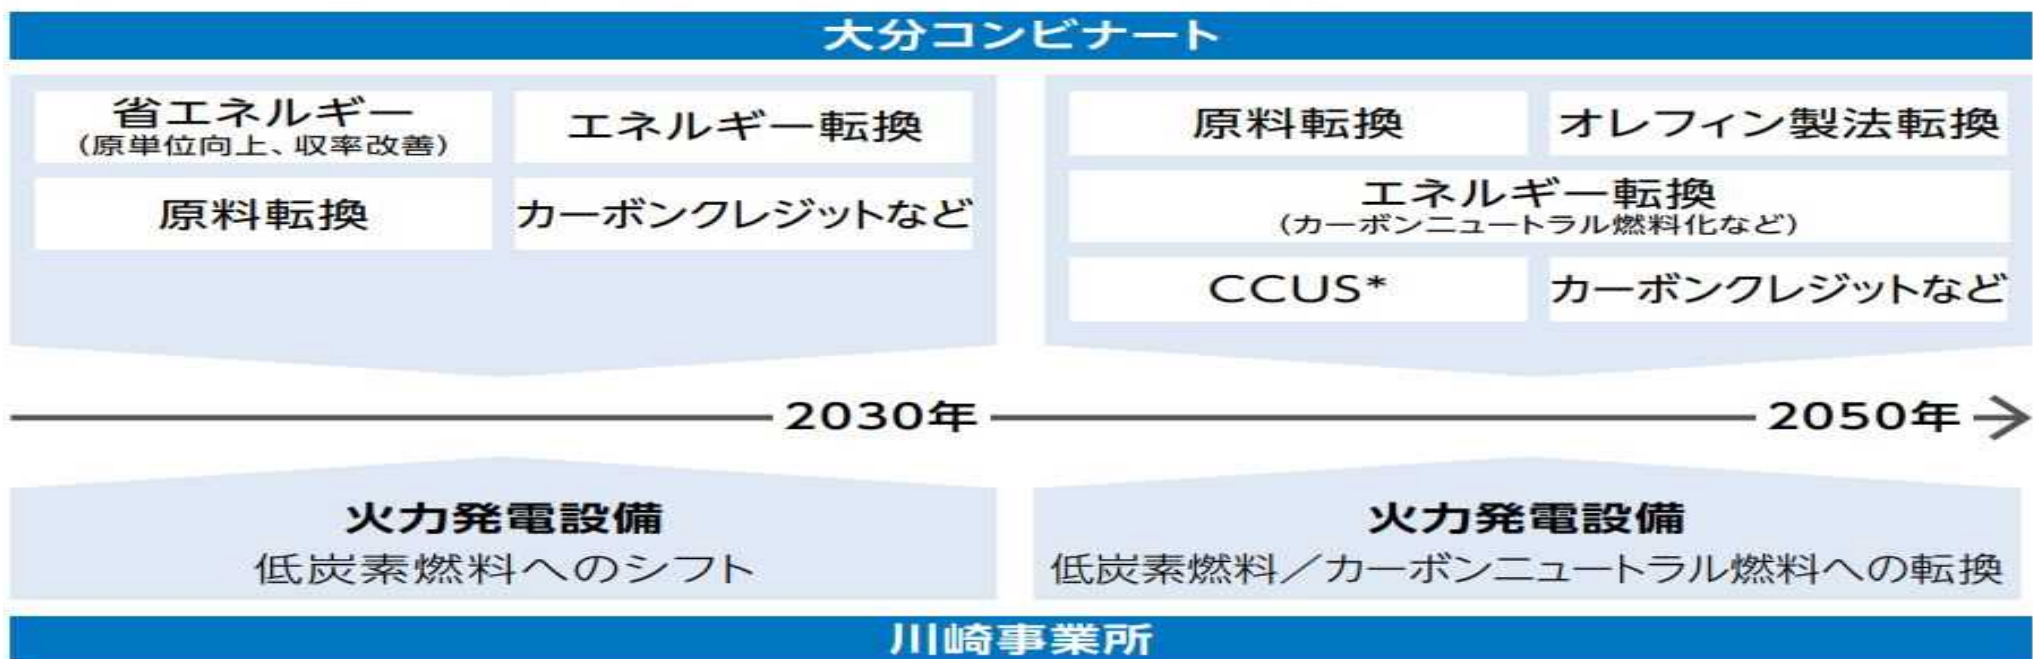 大分コンビナート
省エネルギー
(原単位向上、収率改善)
エネルギー転換
原料転換
カーボンクレジットなど
原料転換
オレフィン製法転換
エネルギー転換
(カーボンニュートラル燃料化など)
CCUS*
カーボンクレジットなど
2030年
2050年
火力発電設備
低炭素燃料へのシフト
火力発電設備
低炭素燃料／カーボンニュートラル燃料への転換
川崎事業所